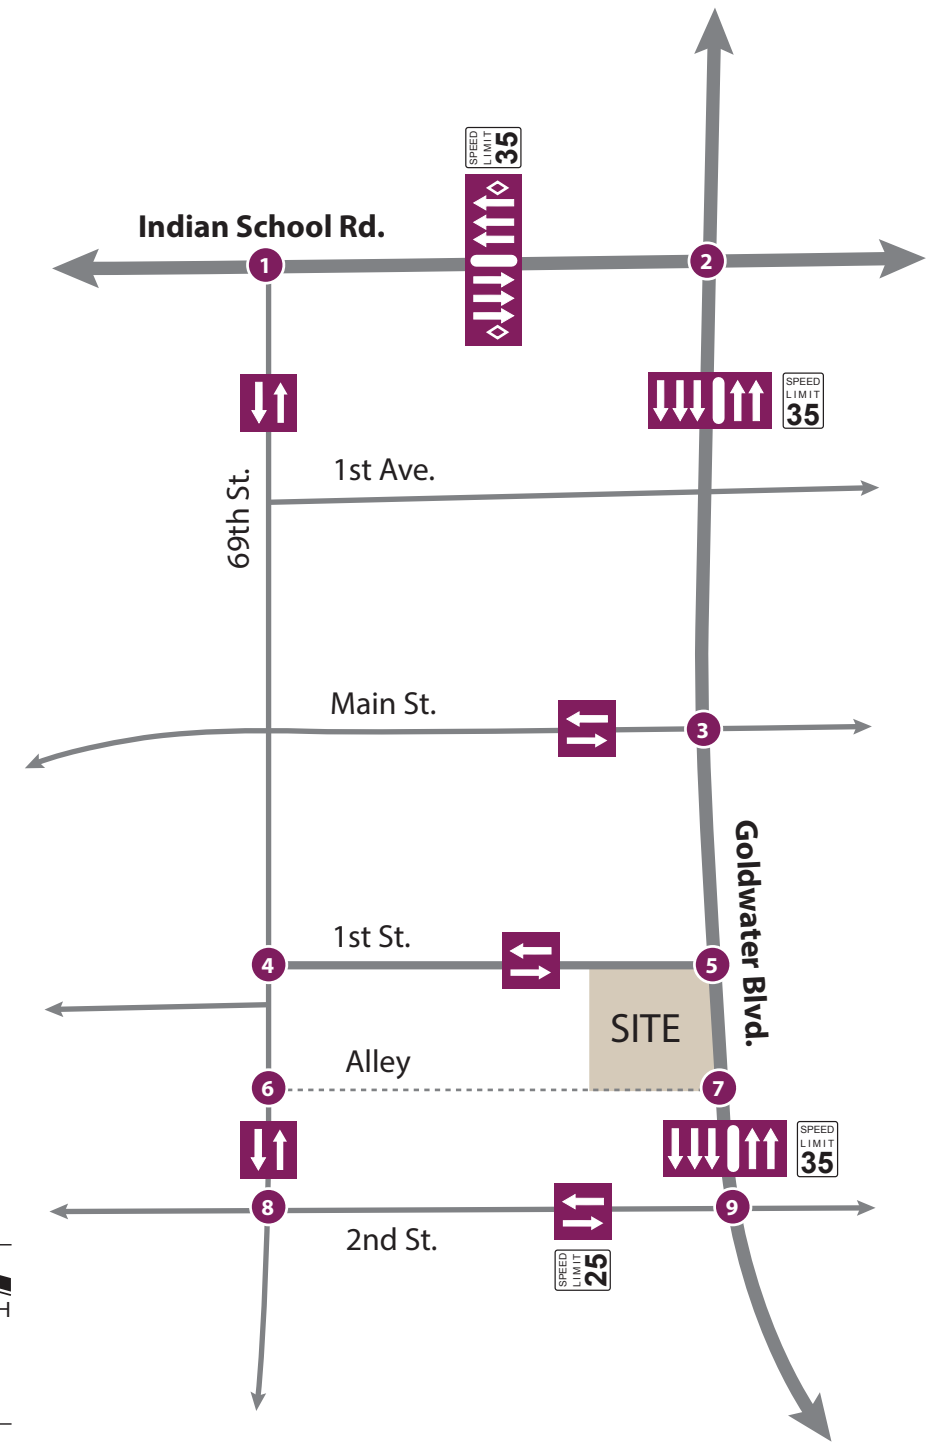 SPEED
LIMIT
35
Indian School Rd.
1
2
SPEED
LIMIT
35
69th St.
1st Ave.
Main St.
3
Goldwater Blvd.
1st St.
4
5
SITE
Alley
6
7
SPEED
LIMIT
35
8
9
2nd St.
SPEED
LIMIT
25